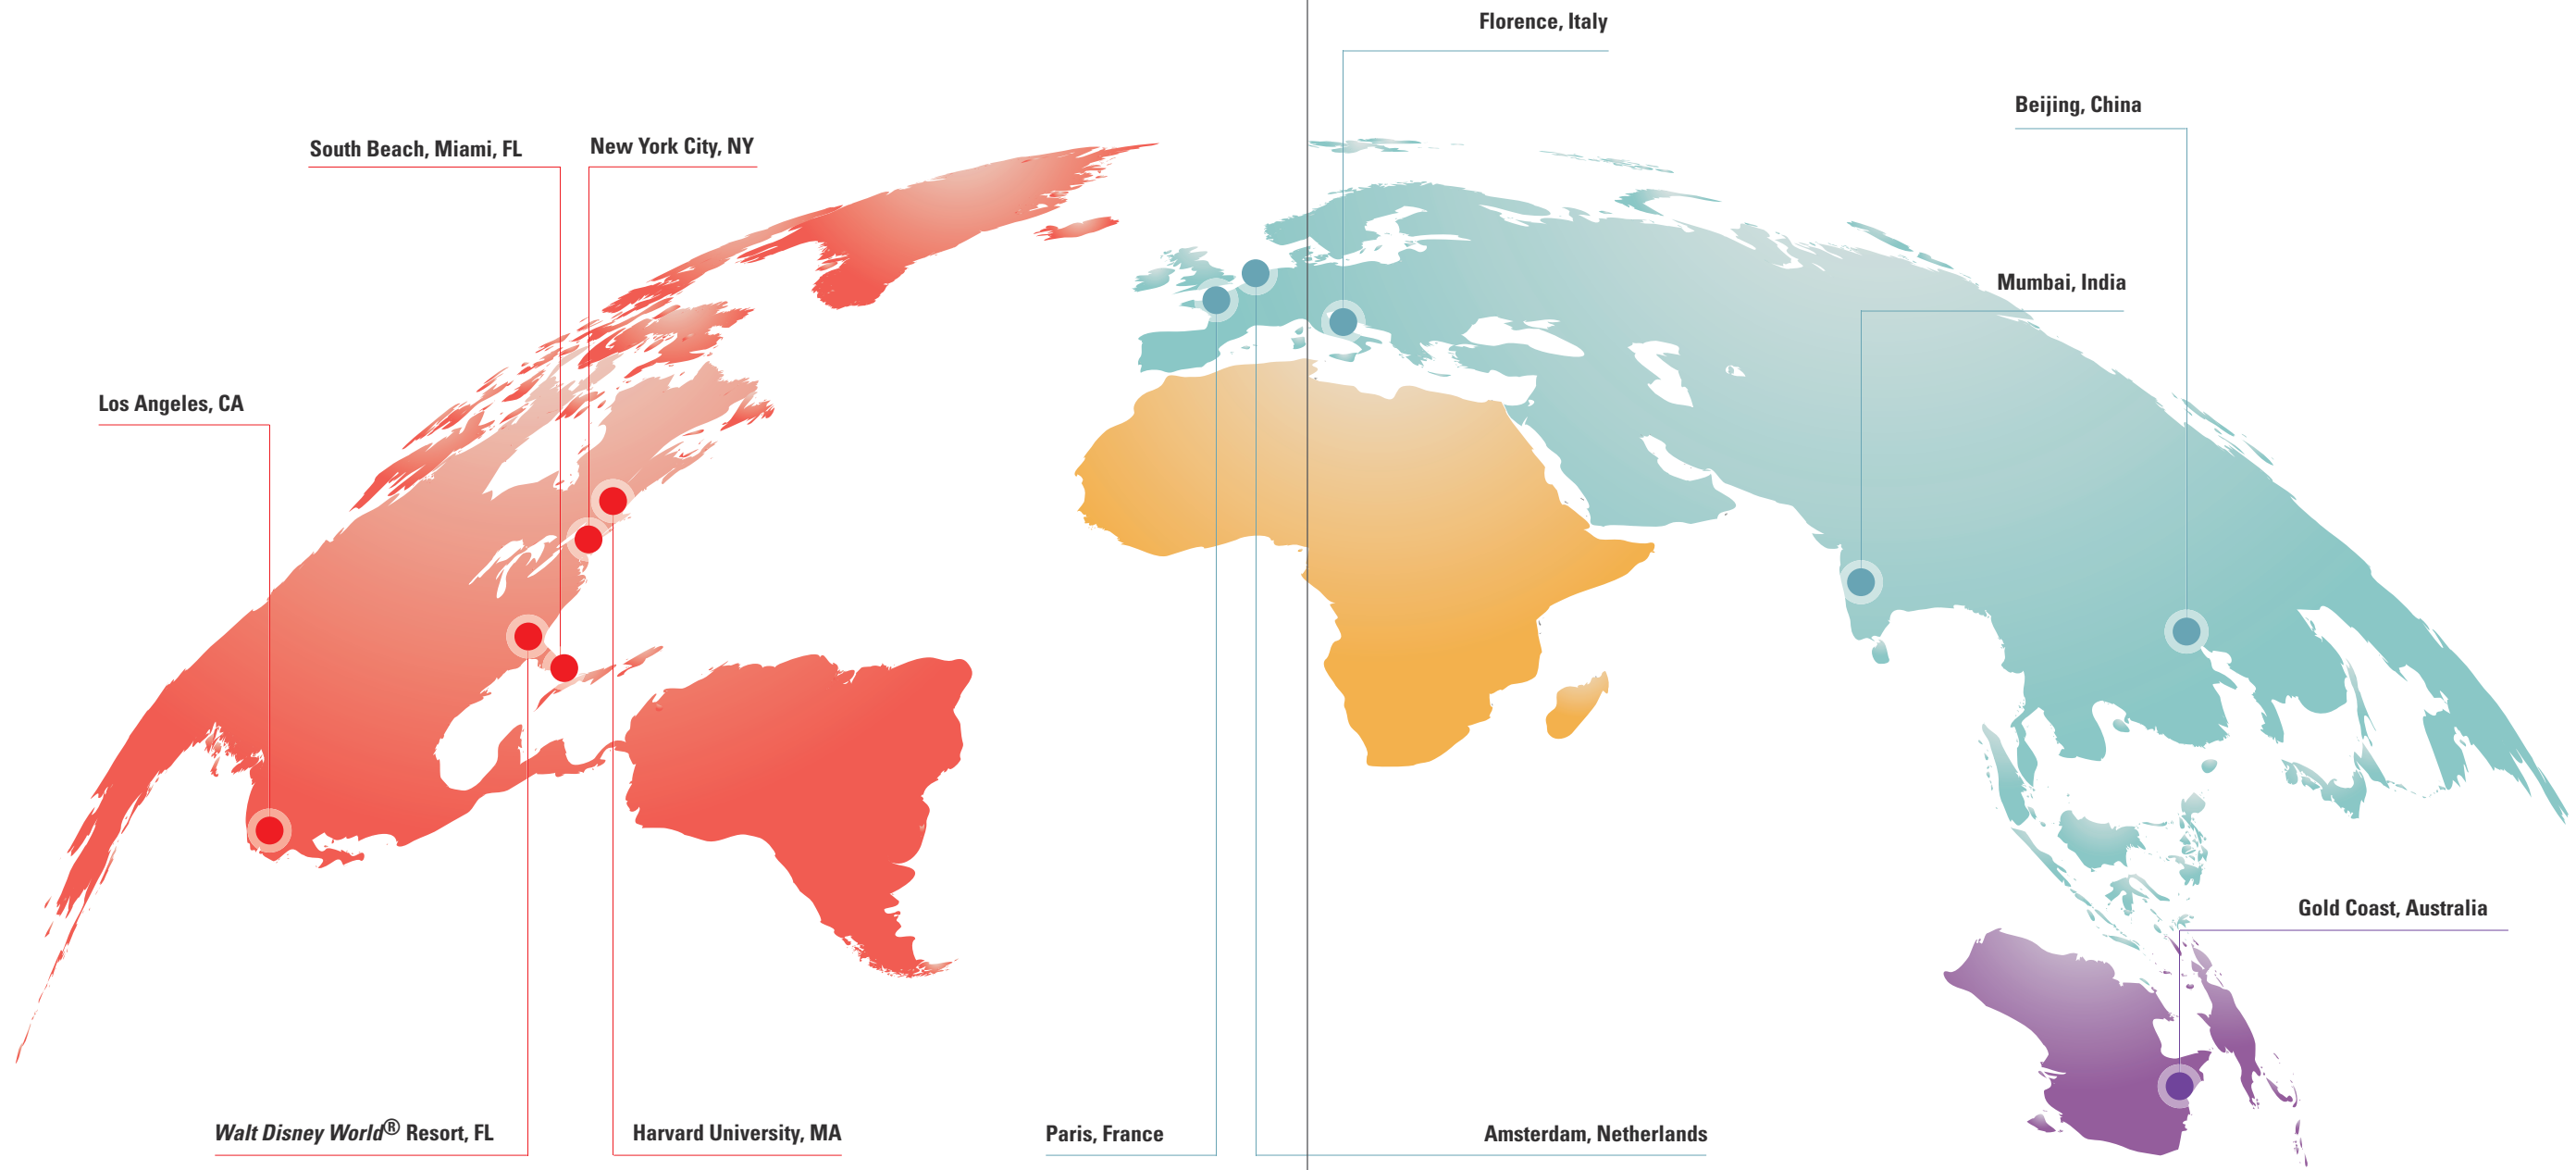 Florence, Italy
Beijing, China
South Beach, Miami, FL
New York City, NY
Mumbai, India
Los Angeles, CA
Gold Coast, Australia
Walt Disney World® Resort, FL
Harvard University, MA
Paris, France
Amsterdam, Netherlands